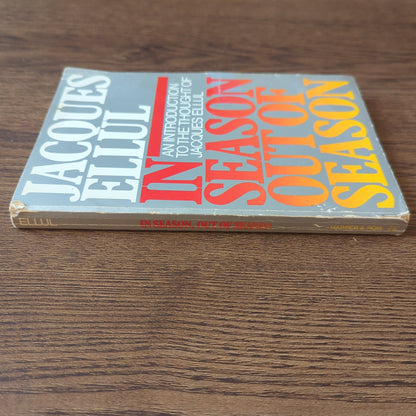 JACQUES
ELLUL
AN INTRODUCTION
TO THE THOUGHT OF
JACQUES ELLUL
IN
SEASON
OUT OF
SEASON
ELLUL
IN SEASON, OUT OF SEASON
HARPER & ROW